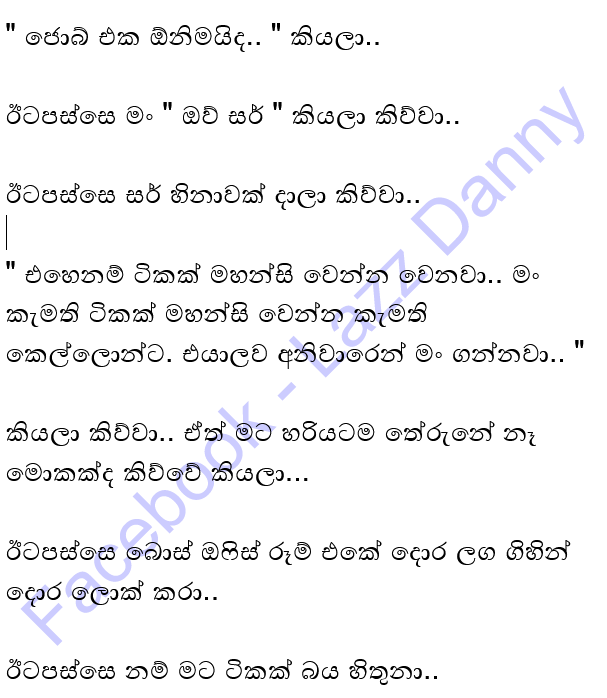 " ජොබ් එක ඕනිමයිද.. " කියලා..
ඊටපස්සෙ මං " ඔව් සර් " කියලා කිව්වා..
ඊටපස්සෙ සර් හිනාවක් දාලා කිව්වා..
" එහෙනම් ටිකක් මහන්සි වෙන්න වෙනවා.. මං
කැමති ටිකක් මහන්සි වෙන්න කැමති
කෙල්ලොන්ට. එයාලව අනිවාරෙන් මං ගන්නවා.. "
කියලා කිව්වා.. ඒත් මට හරියටම තේරුනේ නෑ
මොකක්ද කිව්වේ කියලා...
ඊටපස්සෙ බොස් ඔෆිස් රූම් එකේ දොර ලග ගිහින්
දොර ලොක් කරා..
ඊටපස්සෙ නම් මට ටිකක් බය හිතුනා..
Facebook - Lazz Danny